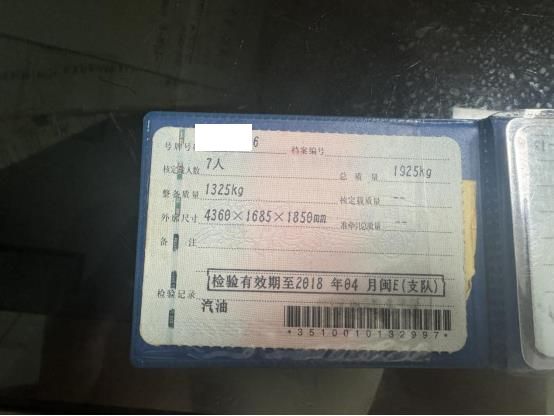 号牌号码 6 档案编号
核定载人数 7人 总质量 1925kg
整备质量 1325kg 核定载质量 --
外廓尺寸 4360×1685×1850mm 准牵引总质量 --
备注
检验有效期至2018 年04 月闽E(支队)
检验记录
汽油
*3510010132997*